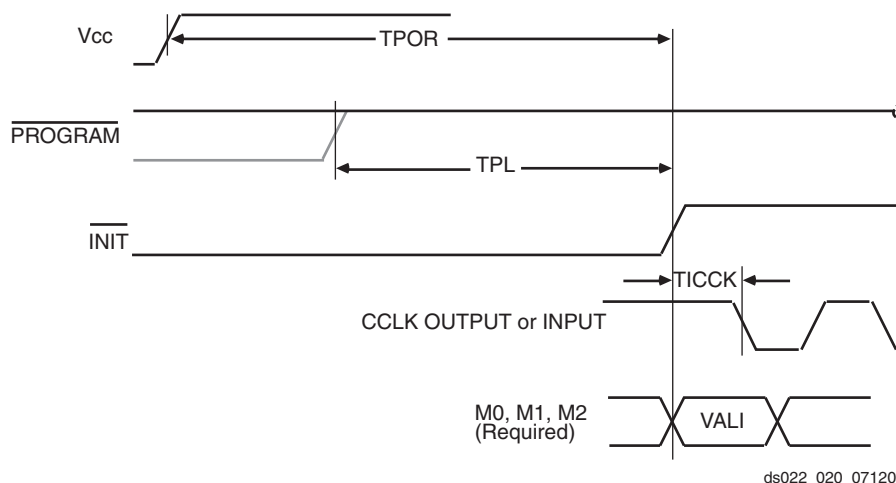 Vcc
TPOR
PROGRAM
TPL
INIT
TICCK
CCLK OUTPUT or INPUT
M0, M1, M2
(Required)
VALI
ds022_020_07120